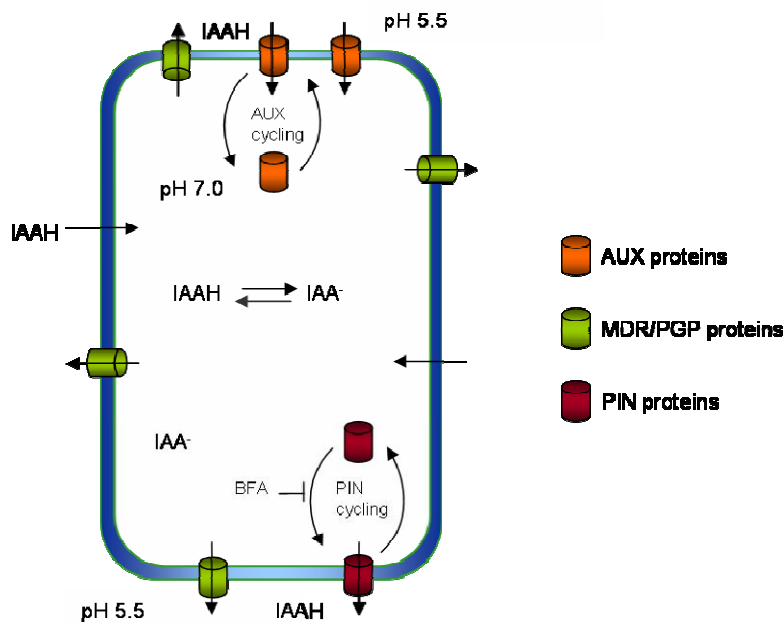 IAAH
pH 5.5
AUX
cycling
pH 7.0
IAAH
AUX proteins
IAAH
IAA-
MDR/PGP proteins
PIN proteins
IAA-
BFA
PIN
cycling
pH 5.5
IAAH